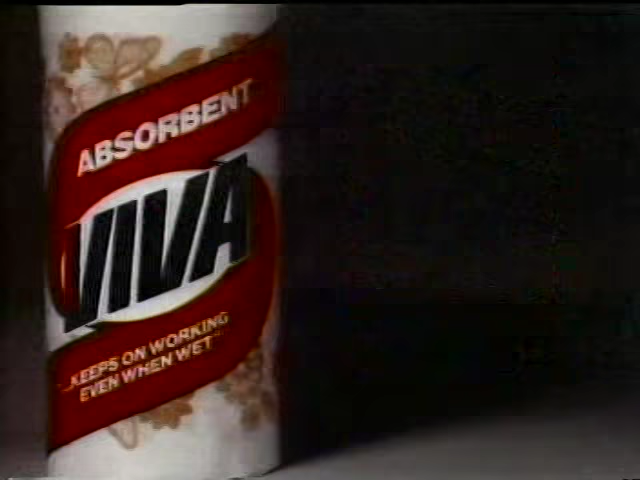 ABSORBENT
VIVA
"KEEPS ON WORKING
EVEN WHEN WET"